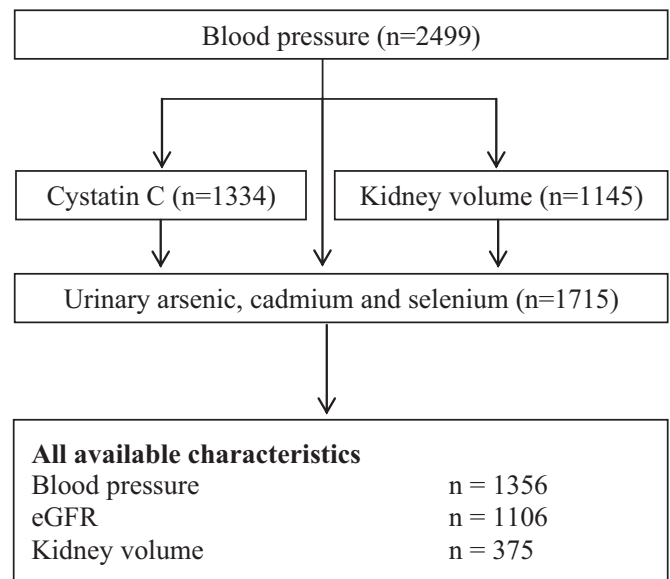 Blood pressure (n=2499)
Cystatin C (n=1334)
Kidney volume (n=1145)
Urinary arsenic, cadmium and selenium (n=1715)
All available characteristics
Blood pressure n = 1356
eGFR n = 1106
Kidney volume n = 375